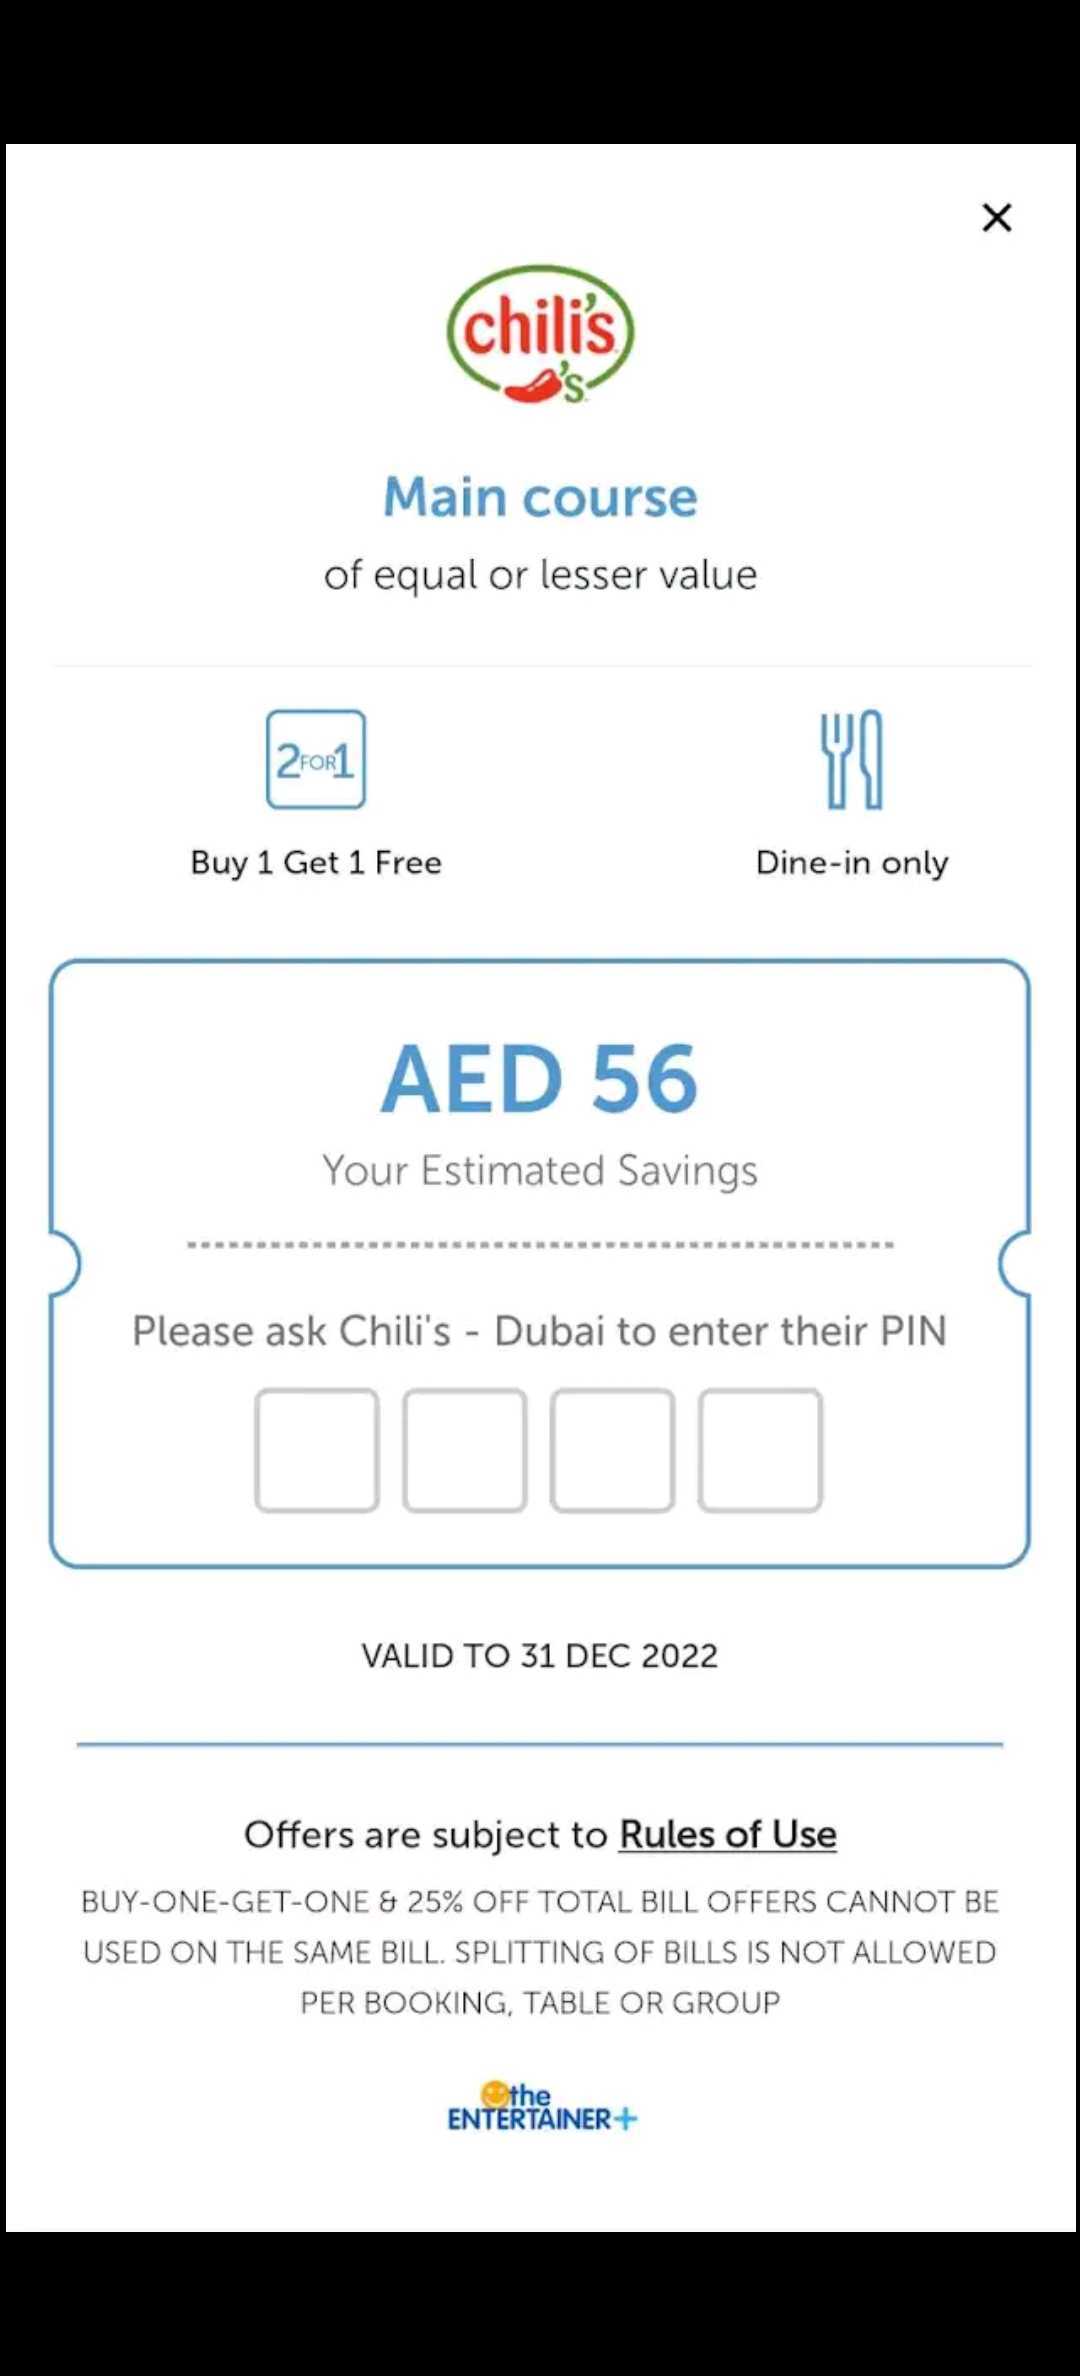 chili's
's
Main course
of equal or lesser value
2FOR1
Buy 1 Get 1 Free
Dine-in only
AED 56
Your Estimated Savings
Please ask Chili's - Dubai to enter their PIN
VALID TO 31 DEC 2022
Offers are subject to Rules of Use
BUY-ONE-GET-ONE & 25% OFF TOTAL BILL OFFERS CANNOT BE
USED ON THE SAME BILL. SPLITTING OF BILLS IS NOT ALLOWED
PER BOOKING, TABLE OR GROUP
the
ENTERTAINER+